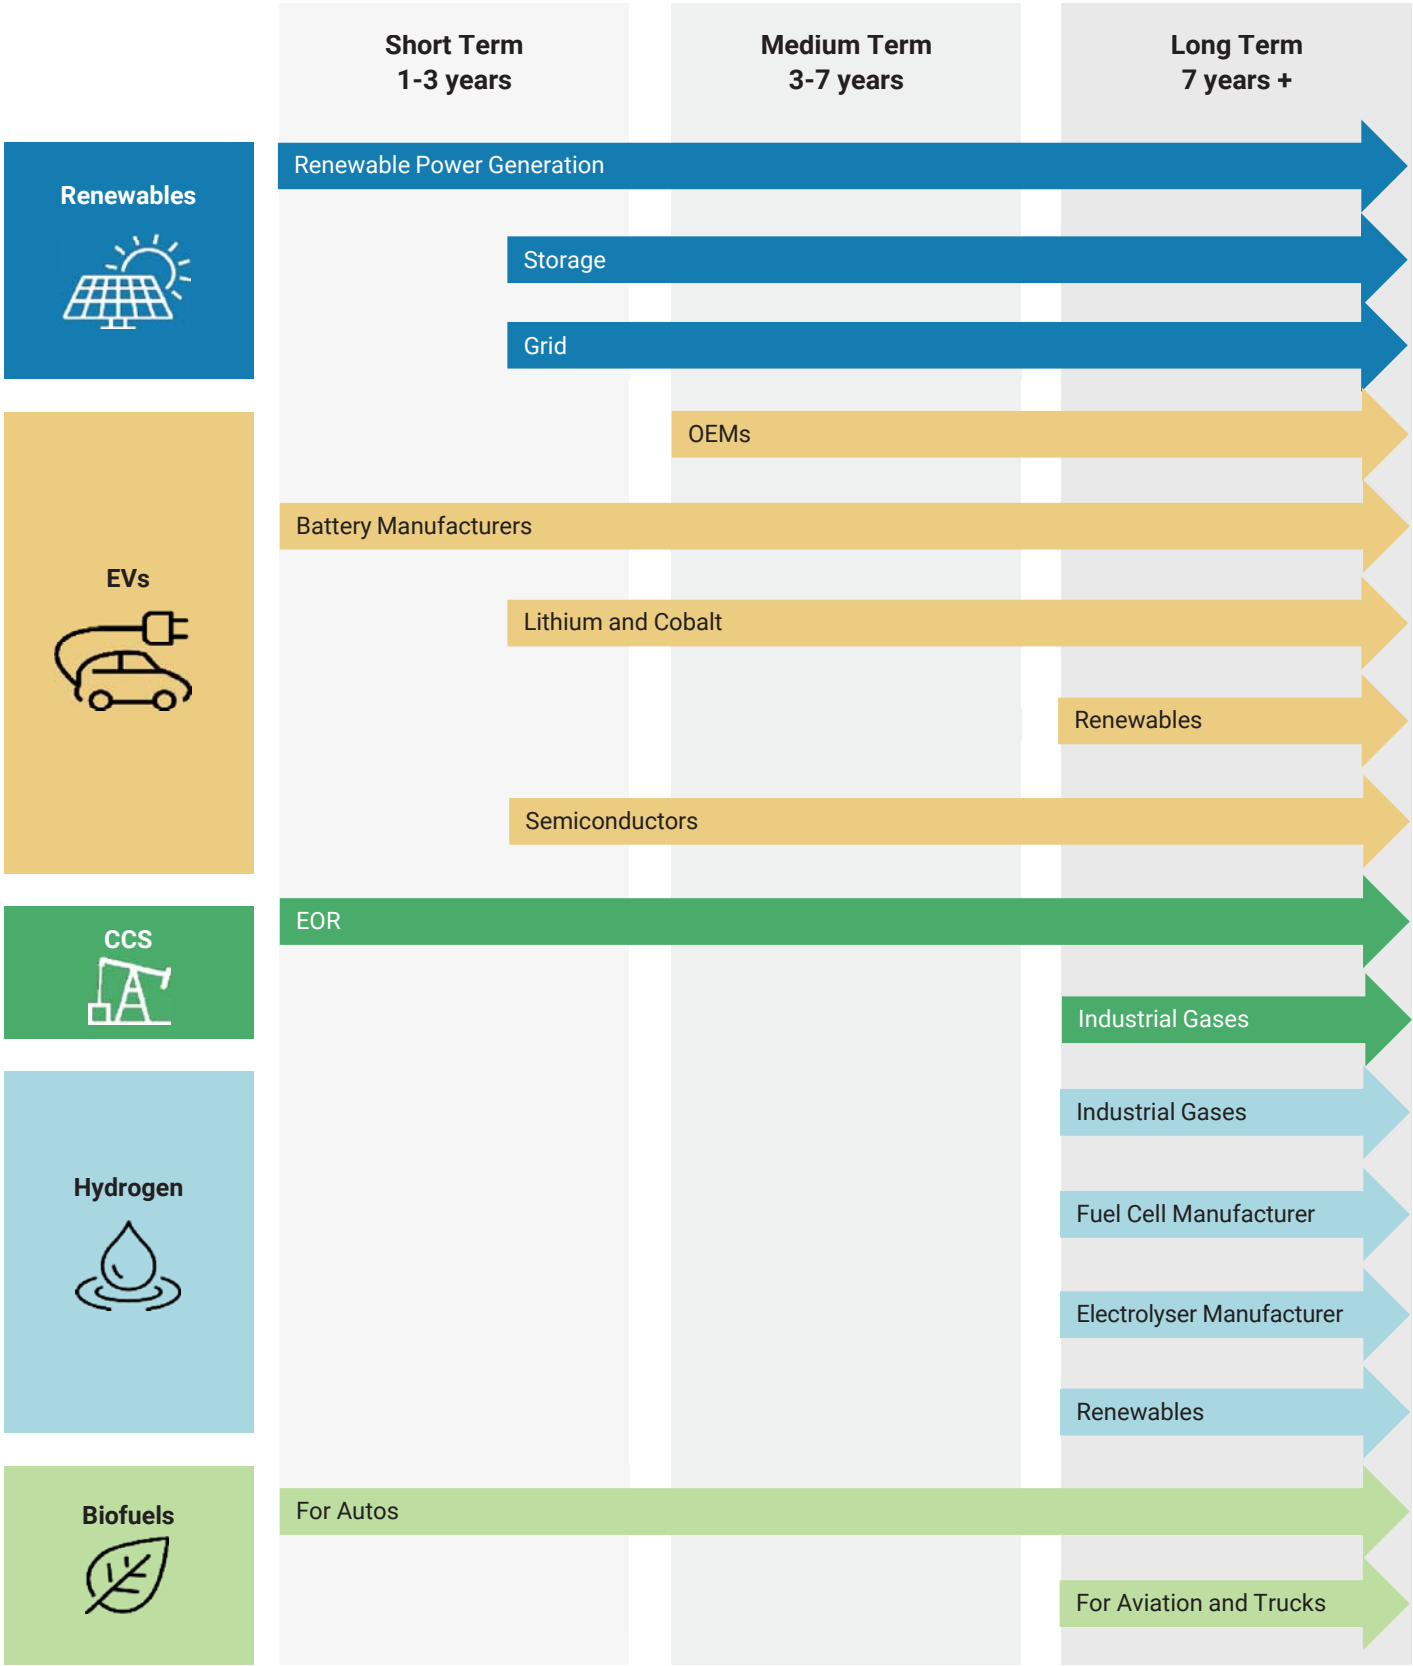 Short Term
1-3 years
Medium Term
3-7 years
Long Term
7 years +
Renewables
Renewable Power Generation
Storage
Grid
EVs
OEMs
Battery Manufacturers
Lithium and Cobalt
Renewables
Semiconductors
CCS
EOR
Industrial Gases
Hydrogen
Industrial Gases
Fuel Cell Manufacturer
Electrolyser Manufacturer
Renewables
Biofuels
For Autos
For Aviation and Trucks